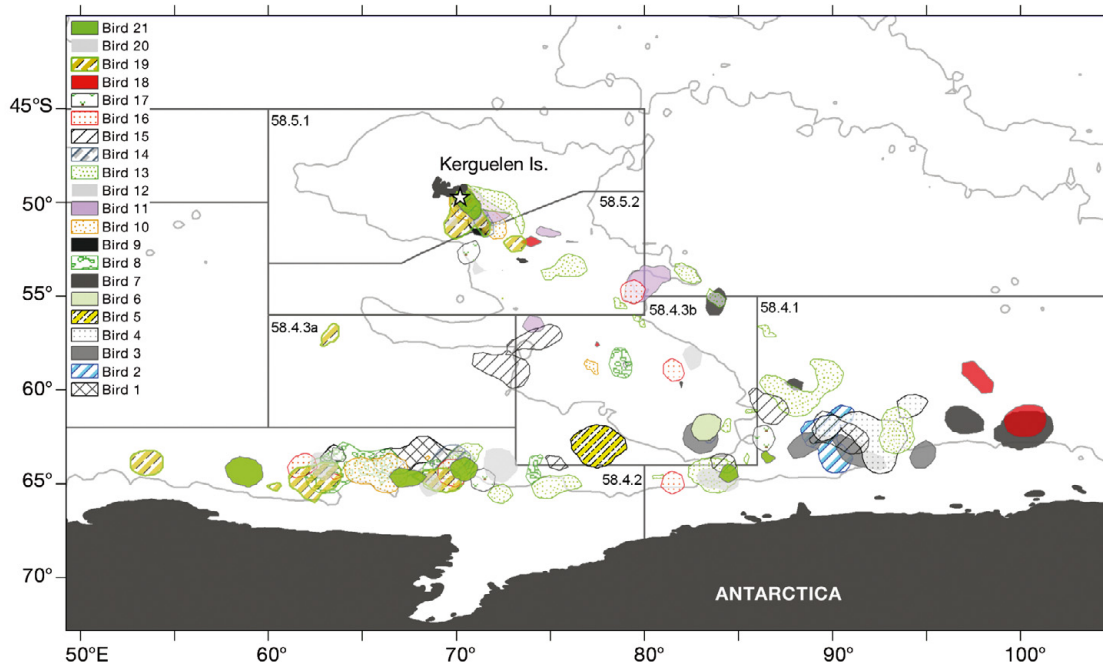 Bird 21
Bird 20
Bird 19
Bird 18
Bird 17
Bird 16
Bird 15
Bird 14
Bird 13
Bird 12
Bird 11
Bird 10
Bird 9
Bird 8
Bird 7
Bird 6
Bird 5
Bird 4
Bird 3
Bird 2
Bird 1
45°S
50°
55°
60°
65°
70°
58.5.1
Kerguelen Is.
58.5.2
58.4.3a
58.4.3b
58.4.1
58.4.2
ANTARCTICA
50°E
60°
70°
80°
90°
100°